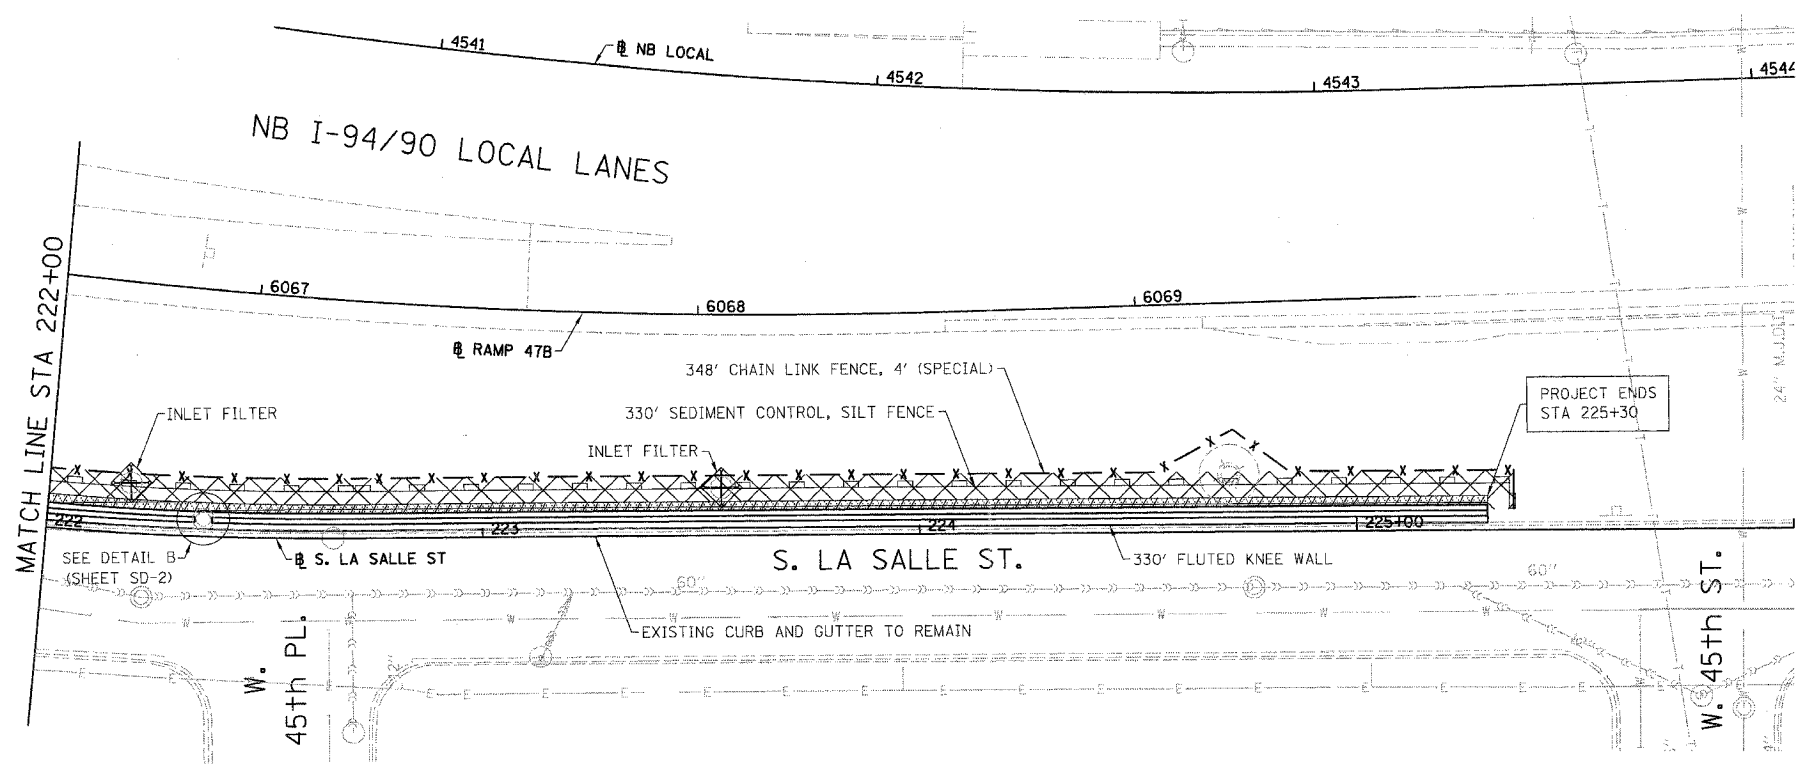 4541
℄ NB LOCAL
4542
4543
4544
NB I-94/90 LOCAL LANES
MATCH LINE STA 222+00
6067
6068
6069
℄ RAMP 47B
348' CHAIN LINK FENCE, 4' (SPECIAL)
330' SEDIMENT CONTROL, SILT FENCE
INLET FILTER
INLET FILTER
PROJECT ENDS
STA 225+30
222
223
224
225+00
SEE DETAIL B
(SHEET SD-2)
℄ S. LA SALLE ST
S. LA SALLE ST.
330' FLUTED KNEE WALL
60"
60"
EXISTING CURB AND GUTTER TO REMAIN
W.
45th PL.
12"
W. 45th ST.